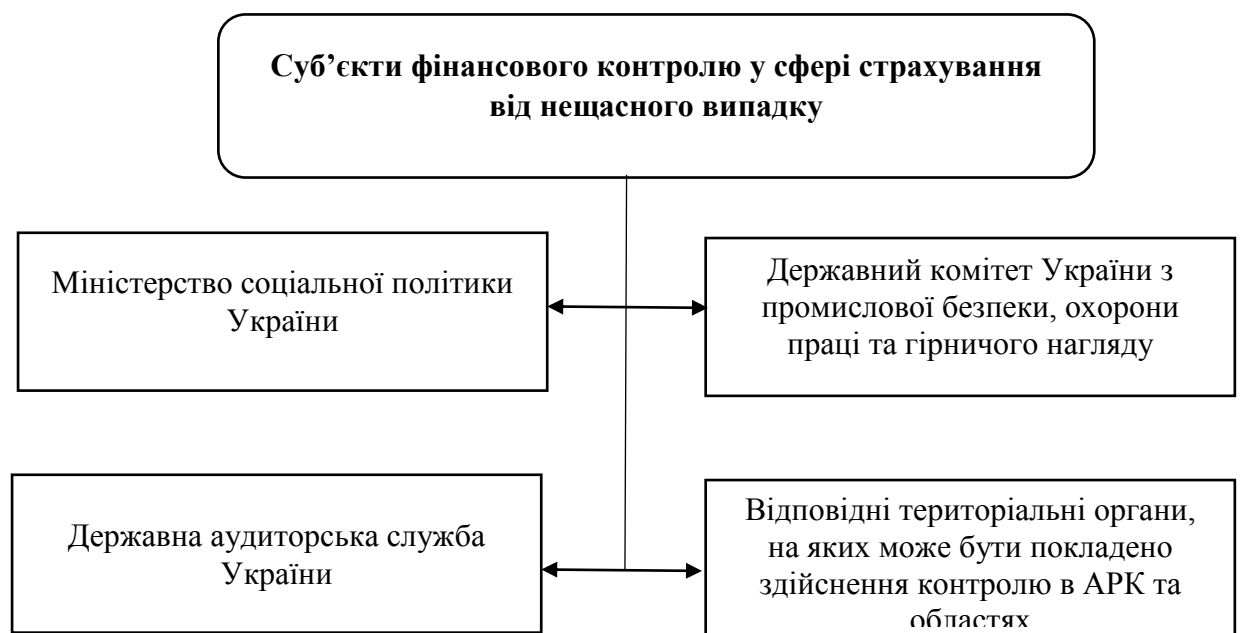 Суб’єкти фінансового контролю у сфері страхування
від нещасного випадку
Міністерство соціальної політики
України
Державний комітет України з
промислової безпеки, охорони
праці та гірничого нагляду
Державна аудиторська служба
України
Відповідні територіальні органи,
на яких може бути покладено
здійснення контролю в АРК та
областях